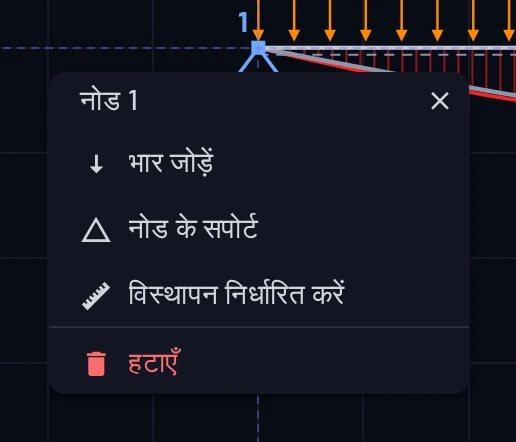 1
नोड 1
भार जोड़ें
नोड के सपोर्ट
विस्थापन निर्धारित करें
हटाएँ